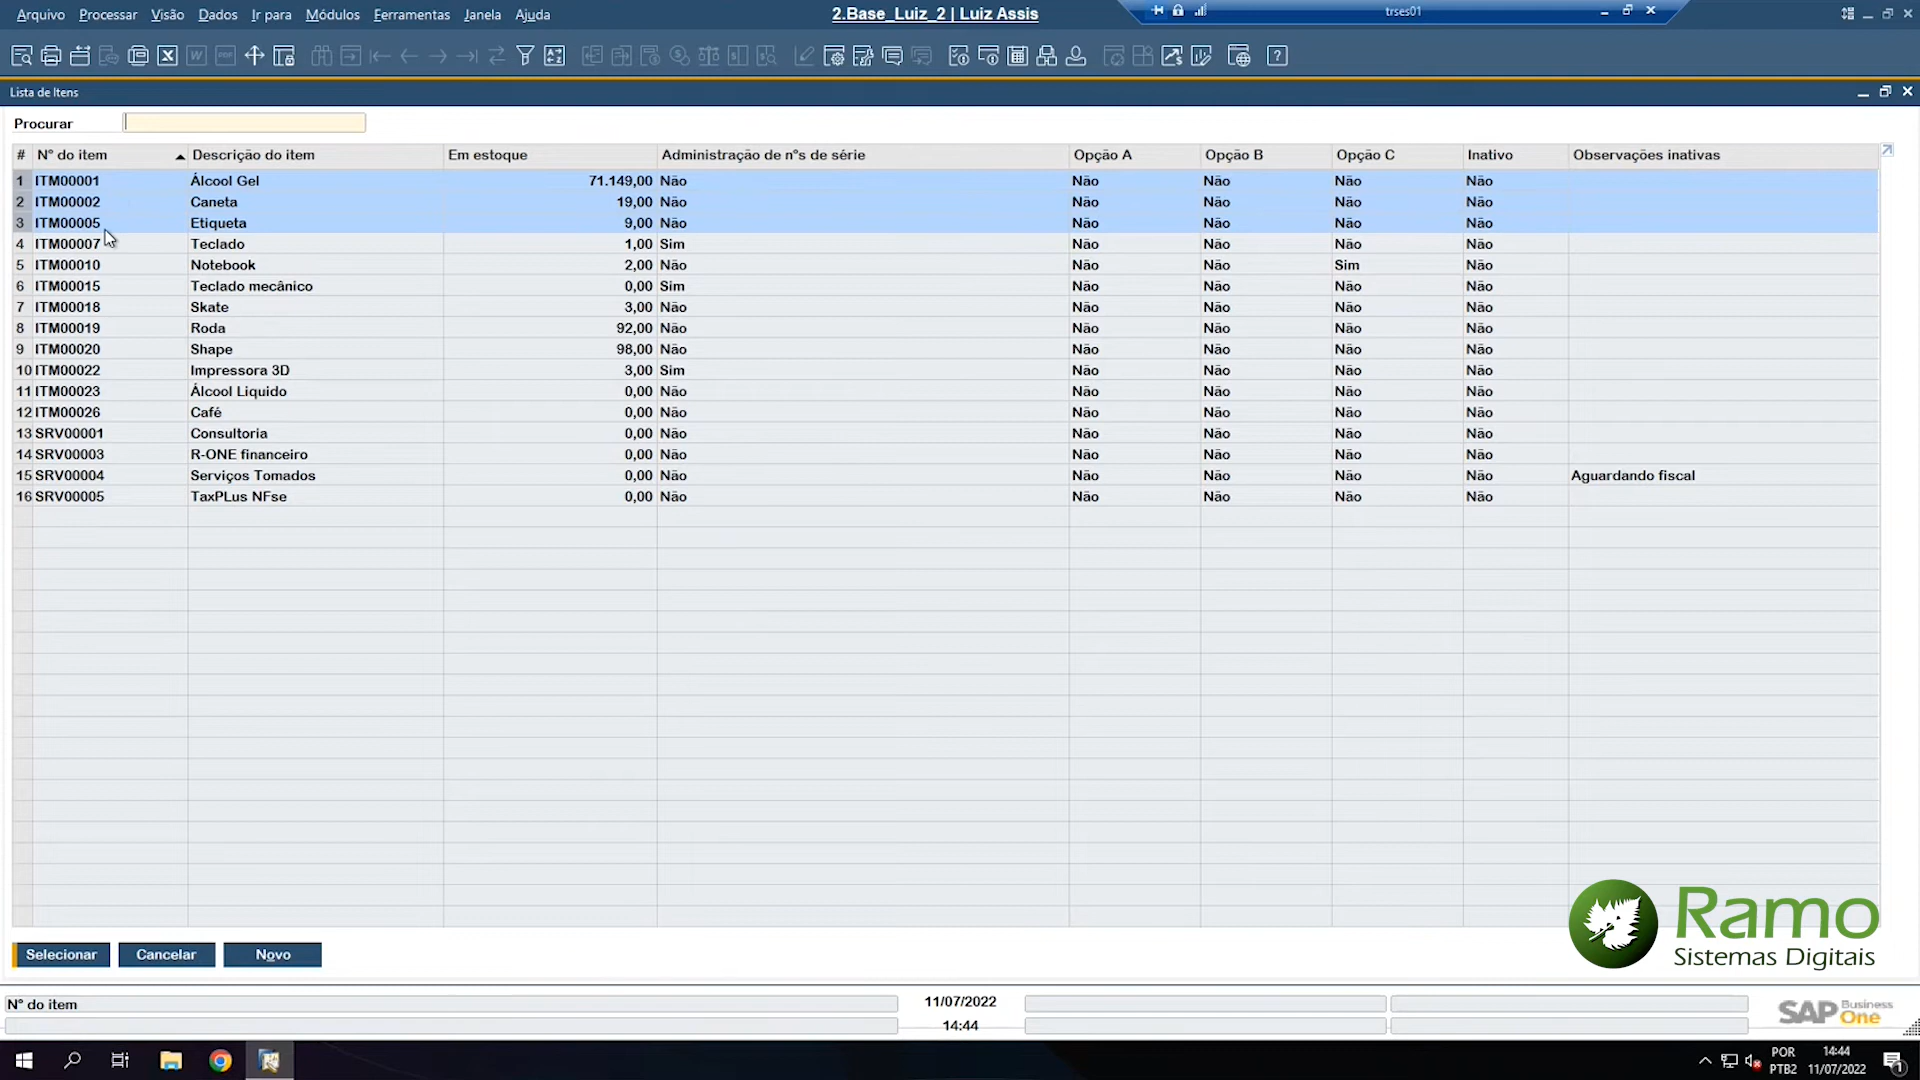 Arquivo Processar Visão Dados Ir para Módulos Ferramentas Janela Ajuda
2.Base_Luiz_2 | Luiz Assis
trses01
Lista de Itens
Procurar
# Nº do item Descrição do item Em estoque Administração de nºs de série Opção A Opção B Opção C Inativo Observações inativas
1 ITM00001 Álcool Gel 71.149,00 Não Não Não Não Não
2 ITM00002 Caneta 19,00 Não Não Não Não Não
3 ITM00005 Etiqueta 9,00 Não Não Não Não Não
4 ITM00007 Teclado 1,00 Sim Não Não Não Não
5 ITM00010 Notebook 2,00 Não Não Não Sim Não
6 ITM00015 Teclado mecânico 0,00 Sim Não Não Não Não
7 ITM00018 Skate 3,00 Não Não Não Não Não
8 ITM00019 Roda 92,00 Não Não Não Não Não
9 ITM00020 Shape 98,00 Não Não Não Não Não
10 ITM00022 Impressora 3D 3,00 Sim Não Não Não Não
11 ITM00023 Álcool Liquido 0,00 Não Não Não Não Não
12 ITM00026 Café 0,00 Não Não Não Não Não
13 SRV00001 Consultoria 0,00 Não Não Não Não Não
14 SRV00003 R-ONE financeiro 0,00 Não Não Não Não Não
15 SRV00004 Serviços Tomados 0,00 Não Não Não Não Não Aguardando fiscal
16 SRV00005 TaxPLus NFse 0,00 Não Não Não Não Não
Ramo
Sistemas Digitais
Selecionar Cancelar Novo
Nº do item
11/07/2022
14:44
SAP Business One
POR
PTB2
14:44
11/07/2022
1